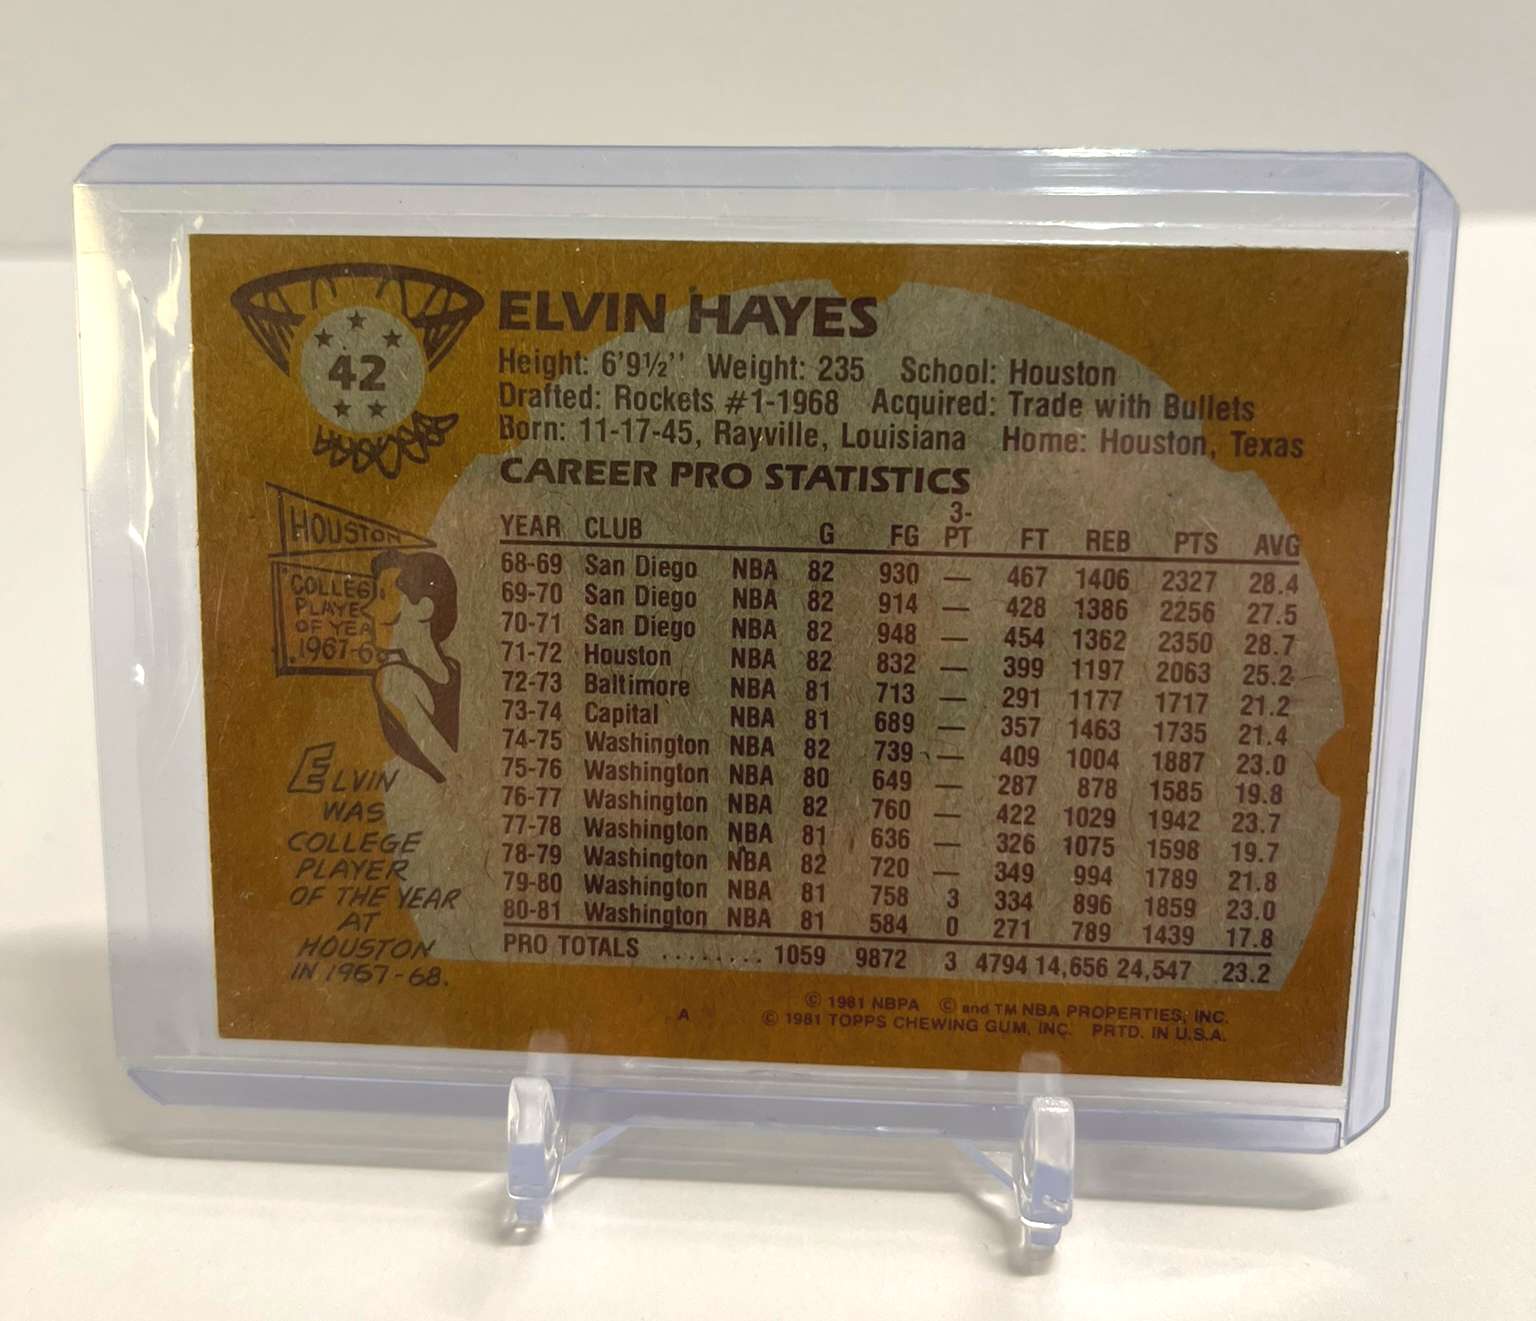 42
ELVIN HAYES
Height: 6'9½'' Weight: 235 School: Houston
Drafted: Rockets #1-1968 Acquired: Trade with Bullets
Born: 11-17-45, Rayville, Louisiana Home: Houston, Texas
CAREER PRO STATISTICS
YEAR CLUB G FG 3-PT FT REB PTS AVG
68-69 San Diego NBA 82 930 — 467 1406 2327 28.4
69-70 San Diego NBA 82 914 — 428 1386 2256 27.5
70-71 San Diego NBA 82 948 — 454 1362 2350 28.7
71-72 Houston NBA 82 832 — 399 1197 2063 25.2
72-73 Baltimore NBA 81 713 — 291 1177 1717 21.2
73-74 Capital NBA 81 689 — 357 1463 1735 21.4
74-75 Washington NBA 82 739 — 409 1004 1887 23.0
75-76 Washington NBA 80 649 — 287 878 1585 19.8
76-77 Washington NBA 82 760 — 422 1029 1942 23.7
77-78 Washington NBA 81 636 — 326 1075 1598 19.7
78-79 Washington NBA 82 720 — 349 994 1789 21.8
79-80 Washington NBA 81 758 3 334 896 1859 23.0
80-81 Washington NBA 81 584 0 271 789 1439 17.8
PRO TOTALS ........ 1059 9872 3 4794 14,656 24,547 23.2
HOUSTON
COLLEG
PLAYE
OF YEA
1967-6
ELVIN
WAS
COLLEGE
PLAYER
OF THE YEAR
AT
HOUSTON
IN 1967-68.
A
© 1981 NBPA © and TM NBA PROPERTIES, INC.
© 1981 TOPPS CHEWING GUM, INC. PRTD. IN U.S.A.